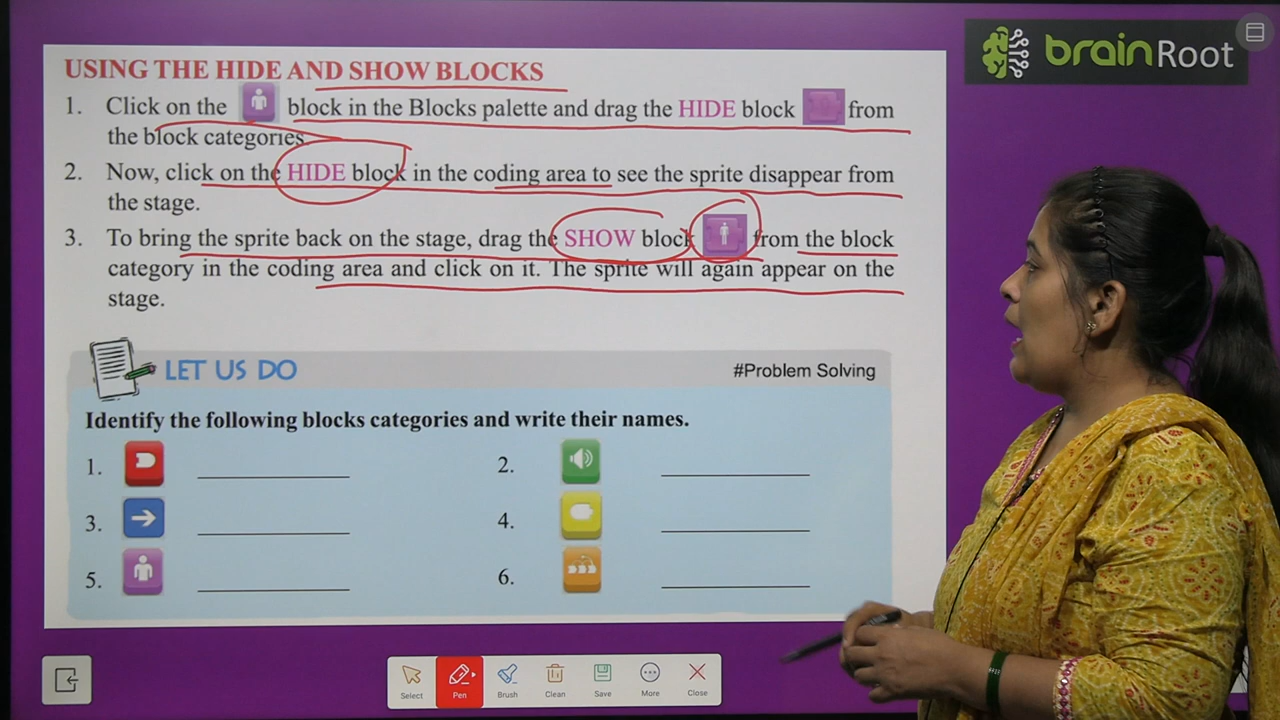 brainRoot
USING THE HIDE AND SHOW BLOCKS
1. Click on the block in the Blocks palette and drag the HIDE block from
the block categories.
2. Now, click on the HIDE block in the coding area to see the sprite disappear from
the stage.
3. To bring the sprite back on the stage, drag the SHOW block from the block
category in the coding area and click on it. The sprite will again appear on the
stage.
LET US DO
#Problem Solving
Identify the following blocks categories and write their names.
1. 2.
3. 4.
5. 6.
Select Pen Brush Clean Save More Close